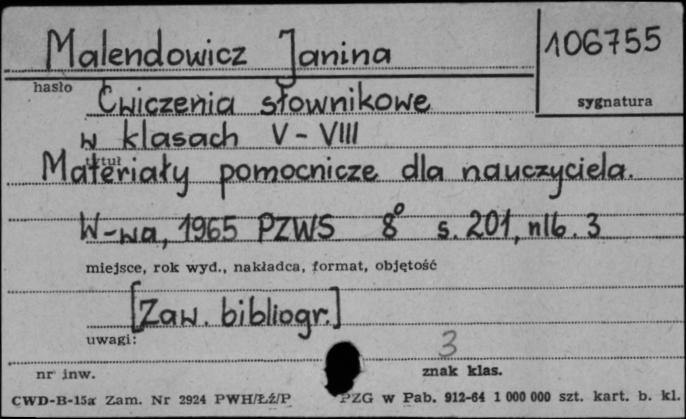 Malendowicz Janina
106755
hasło
sygnatura
Ćwiczenia słownikowe
w klasach V-VIII
tytuł
Materiały pomocnicze dla nauczyciela.
W-wa, 1965 PZWS 8° s. 201, nlb. 3
miejsce, rok wyd., nakładca, format, objętość
[Zaw. bibliogr.]
uwagi:
3
nr inw.
znak klas.
CWD-B-15a Zam. Nr 2924 PWH/Łź/P PZG w Pab. 912-64 1 000 000 szt. kart. b. kl.